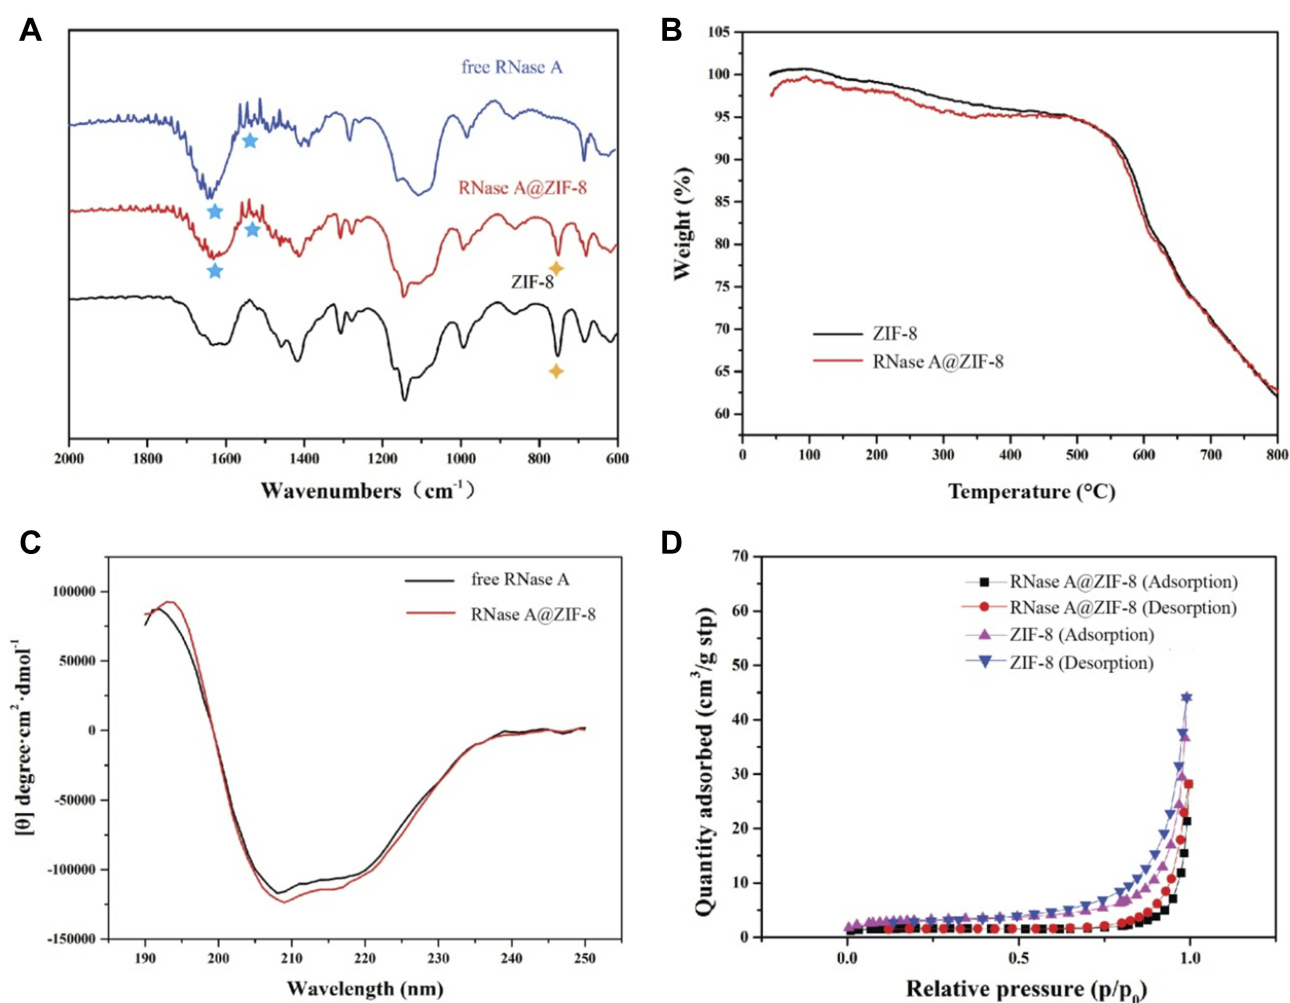 A
free RNase A
RNase A@ZIF-8
ZIF-8
2000 1800 1600 1400 1200 1000 800 600
Wavenumbers（cm-1）
B
105
100
95
90
85
80
75
70
65
60
Weight (%)
ZIF-8
RNase A@ZIF-8
0 100 200 300 400 500 600 700 800
Temperature (°C)
C
100000
50000
0
-50000
-100000
-150000
[θ] degree·cm2·dmol-1
free RNase A
RNase A@ZIF-8
190 200 210 220 230 240 250
Wavelength (nm)
D
70
60
50
40
30
20
10
0
Quantity adsorbed (cm3/g stp)
RNase A@ZIF-8 (Adsorption)
RNase A@ZIF-8 (Desorption)
ZIF-8 (Adsorption)
ZIF-8 (Desorption)
0.0 0.5 1.0
Relative pressure (p/p0)